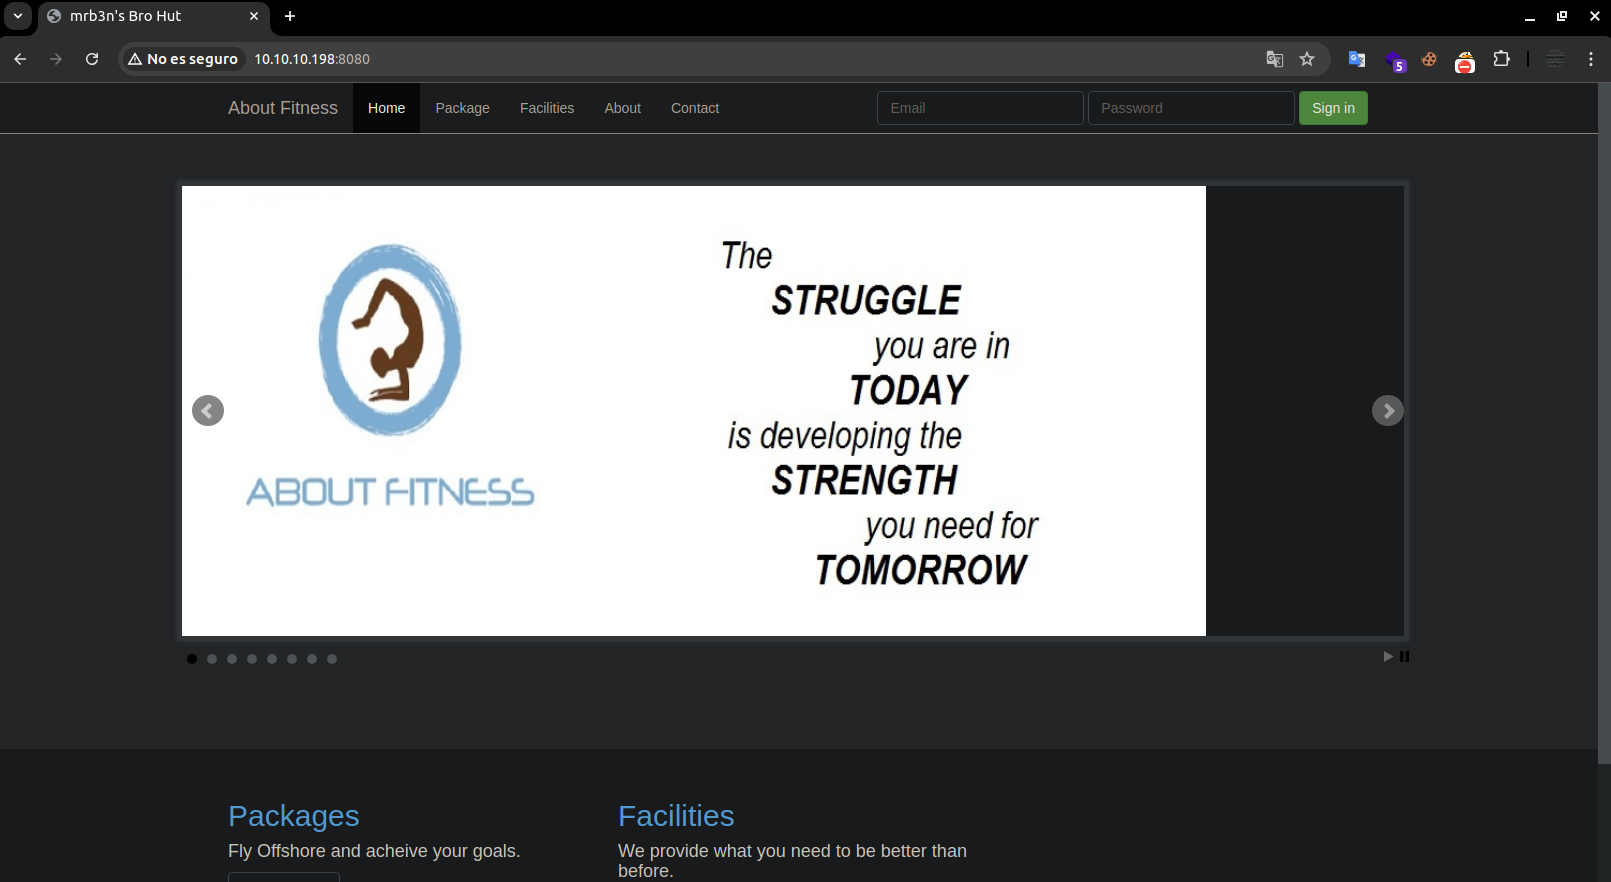 mrb3n's Bro Hut
No es seguro 10.10.10.198:8080
5
About Fitness Home Package Facilities About Contact Email Password Sign in
The
STRUGGLE
you are in
TODAY
is developing the
STRENGTH
you need for
TOMORROW
ABOUT FITNESS
Packages
Fly Offshore and acheive your goals.
Facilities
We provide what you need to be better than
before.